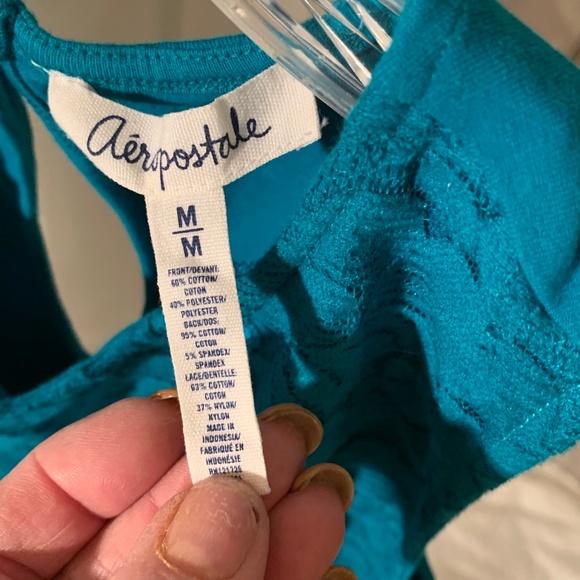 aéropostale
M
M
FRONT/DEVANT:
60% COTTON/
COTON
40% POLYESTER/
POLYESTER
BACK/DOS:
95% COTTON/
COTON
5% SPANDEX/
SPANDEX
LACE/DENTELLE:
63% COTTON/
COTON
37% NYLON/
NYLON
MADE IN
INDONESIA/
FABRIQUÉ EN
INDONÉSIE